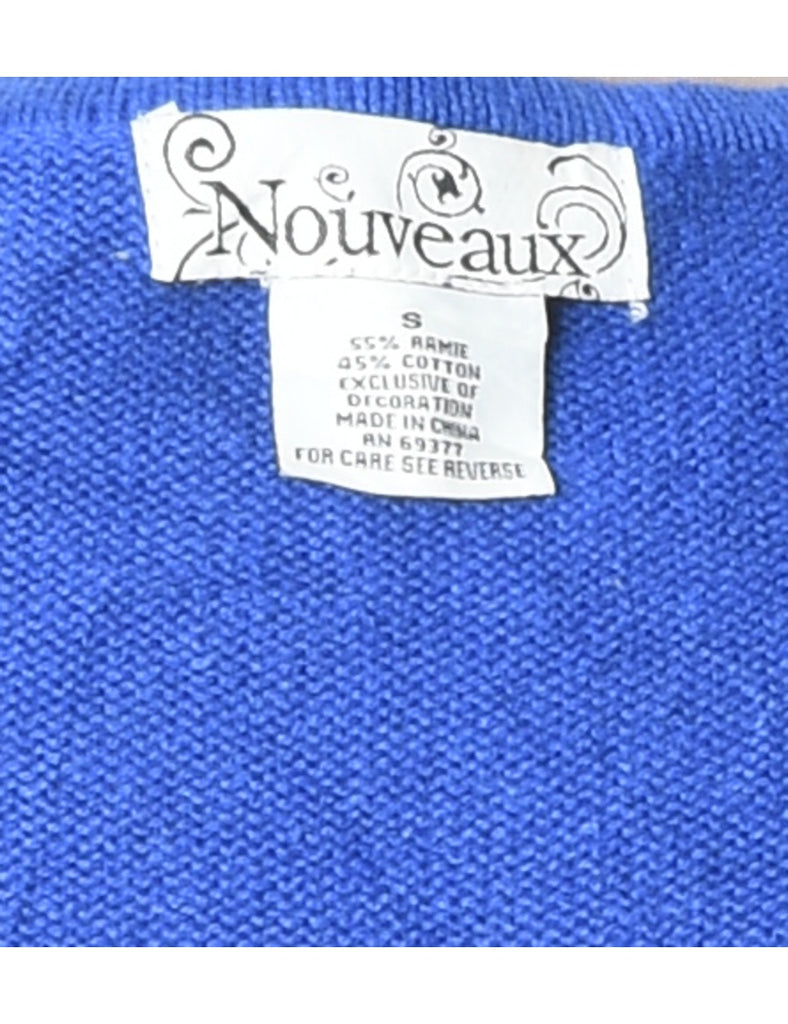 Nouveaux
S
55% RAMIE
45% COTTON
EXCLUSIVE OF
DECORATION
MADE IN CHINA
RN 69377
FOR CARE SEE REVERSE